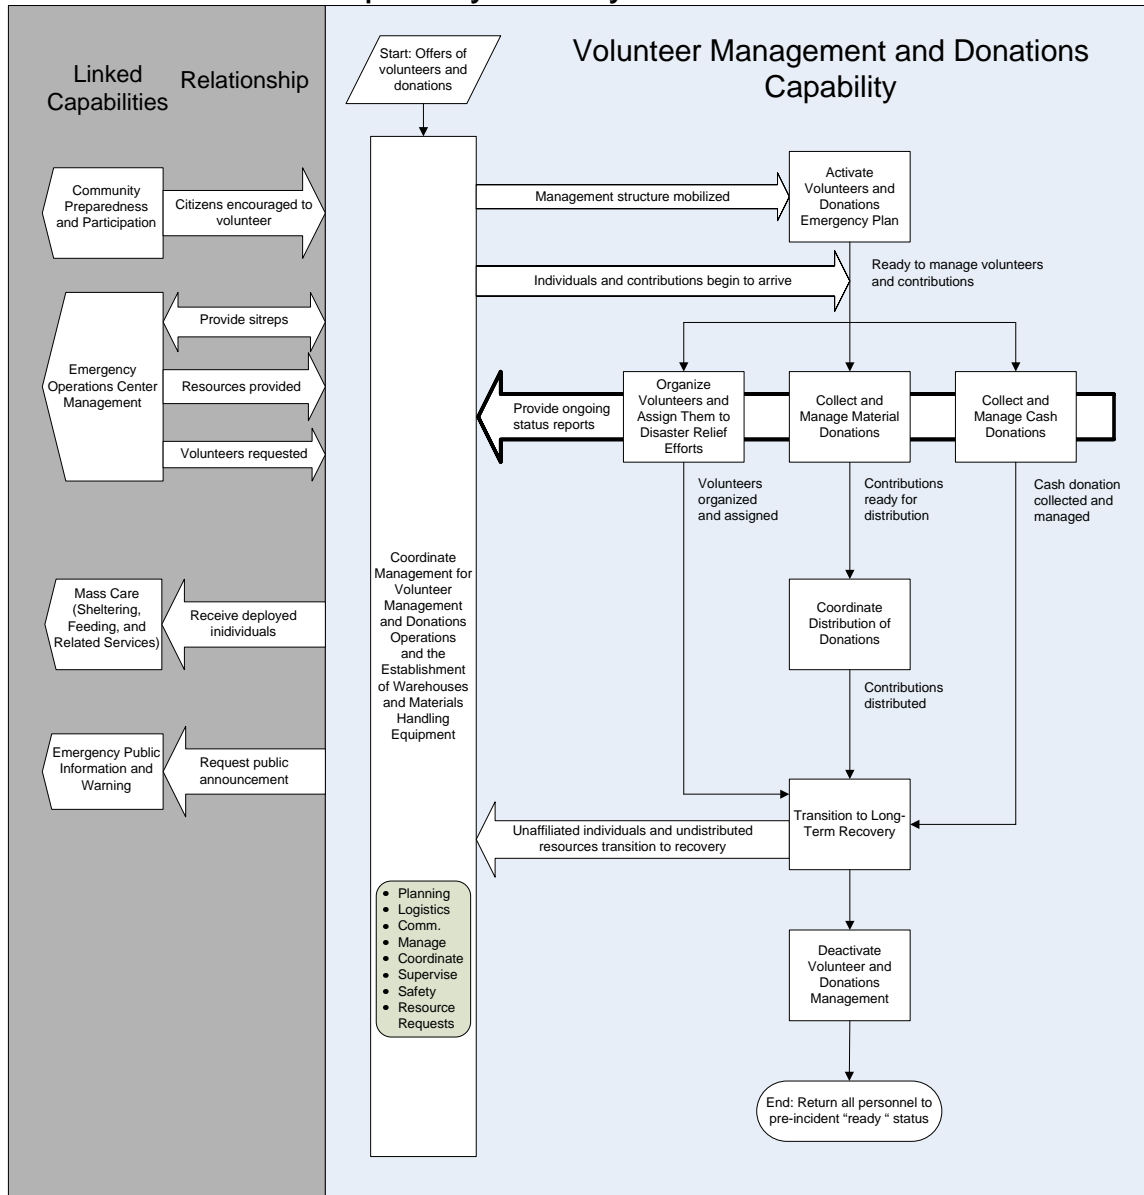 Linked
Capabilities
Relationship
Start: Offers of
volunteers and
donations
Volunteer Management and Donations
Capability
Community
Preparedness
and Participation
Citizens encouraged to
volunteer
Management structure mobilized
Activate
Volunteers and
Donations
Emergency Plan
Individuals and contributions begin to arrive
Ready to manage volunteers
and contributions
Emergency
Operations Center
Management
Provide sitreps
Resources provided
Volunteers requested
Provide ongoing
status reports
Organize
Volunteers and
Assign Them to
Disaster Relief
Efforts
Collect and
Manage Material
Donations
Collect and
Manage Cash
Donations
Volunteers
organized
and assigned
Contributions
ready for
distribution
Cash donation
collected and
managed
Coordinate
Management for
Volunteer
Management
and Donations
Operations
and the
Establishment
of Warehouses
and Materials
Handling
Equipment
Mass Care
(Sheltering,
Feeding, and
Related Services)
Receive deployed
inidividuals
Coordinate
Distribution of
Donations
Contributions
distributed
Emergency Public
Information and
Warning
Request public
announcement
Unaffiliated individuals and undistributed
resources transition to recovery
Transition to Long-
Term Recovery
• Planning
• Logistics
• Comm.
• Manage
• Coordinate
• Supervise
• Safety
• Resource
Requests
Deactivate
Volunteer and
Donations
Management
End: Return all personnel to
pre-incident “ready “ status